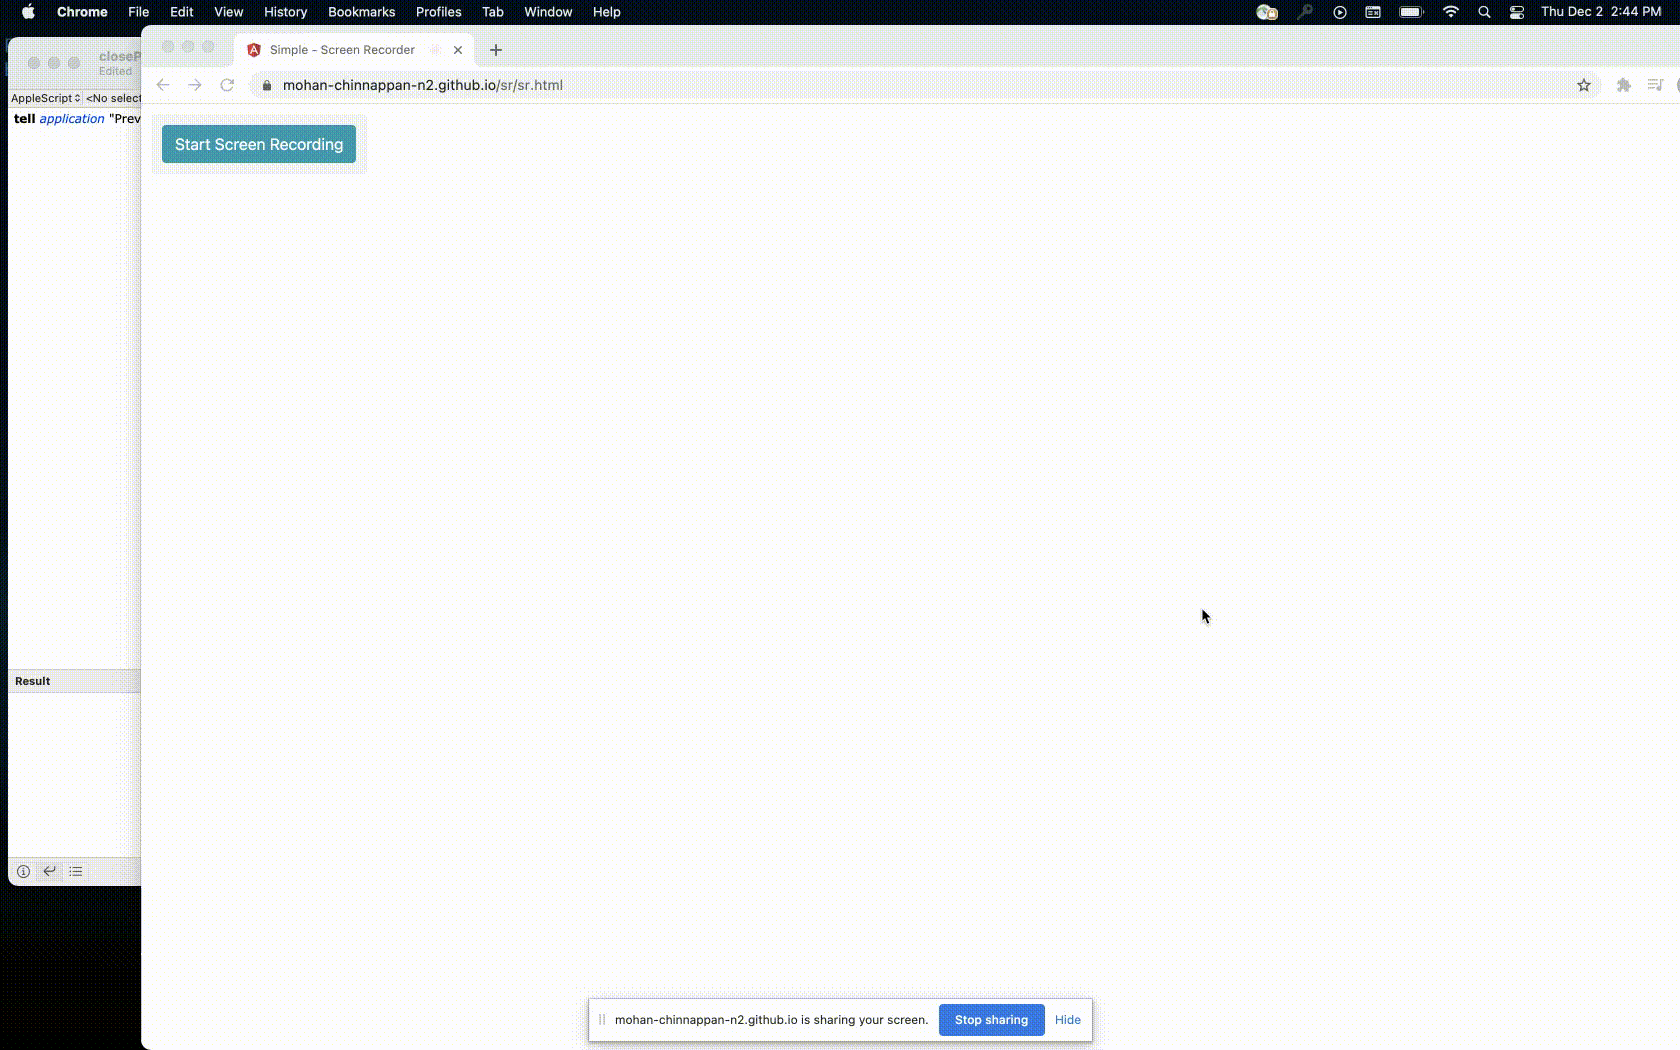 Chrome File Edit View History Bookmarks Profiles Tab Window Help Thu Dec 2 2:44 PM
closeP
Edited
AppleScript <No select
tell application "Prev
Result
Simple - Screen Recorder
mohan-chinnappan-n2.github.io/sr/sr.html
Start Screen Recording
mohan-chinnappan-n2.github.io is sharing your screen. Stop sharing Hide